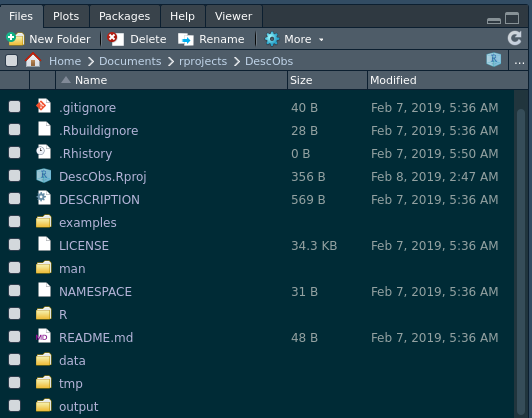 Files Plots Packages Help Viewer
New Folder Delete Rename More
Home Documents rprojects DescObs ...
Name Size Modified
.gitignore 40 B Feb 7, 2019, 5:36 AM
.Rbuildignore 28 B Feb 7, 2019, 5:36 AM
.Rhistory 0 B Feb 7, 2019, 5:50 AM
DescObs.Rproj 356 B Feb 8, 2019, 2:47 AM
DESCRIPTION 569 B Feb 7, 2019, 5:36 AM
examples
LICENSE 34.3 KB Feb 7, 2019, 5:36 AM
man
NAMESPACE 31 B Feb 7, 2019, 5:36 AM
R
README.md 48 B Feb 7, 2019, 5:36 AM
data
tmp
output